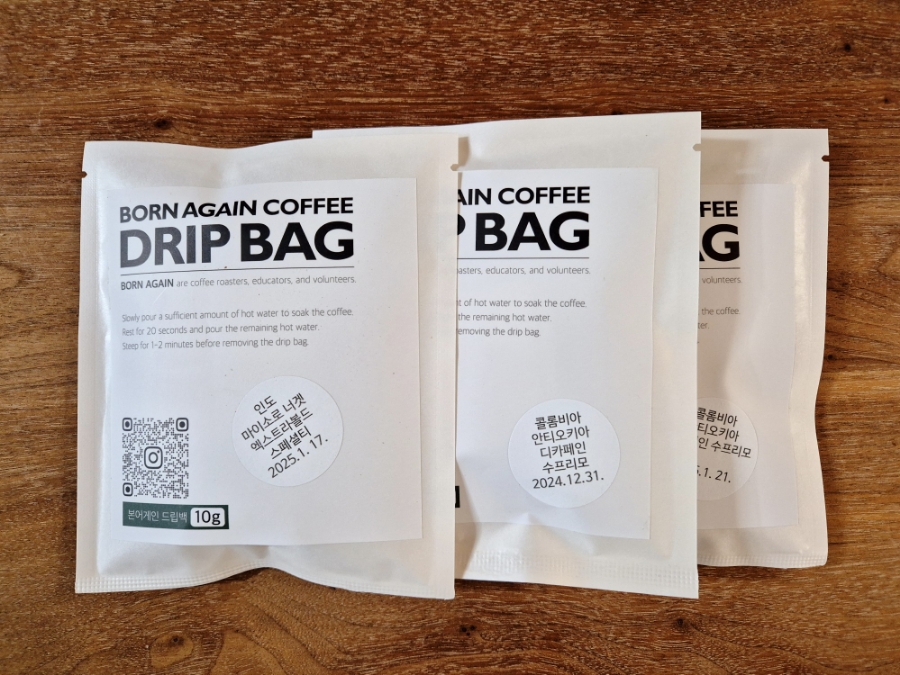 BORN AGAIN COFFEE
DRIP BAG
BORN AGAIN are coffee roasters, educators, and volunteers.
Slowly pour a sufficient amount of hot water to soak the coffee.
Rest for 20 seconds and pour the remaining hot water.
Steep for 1-2 minutes before removing the drip bag.
인도
마이소르 너겟
엑스트라볼드
스페셜티
2025.1.17.
본어게인 드립백 10g
AIN COFFEE
P BAG
asters, educators, and volunteers.
t of hot water to soak the coffee.
the remaining hot water.
removing the drip bag.
콜롬비아
안티오키아
디카페인
수프리모
2024.12.31.
FEE
AG
volunteers.
the coffee.
ter.
콜롬비아
티오키아
인 수프리모
.1.21.